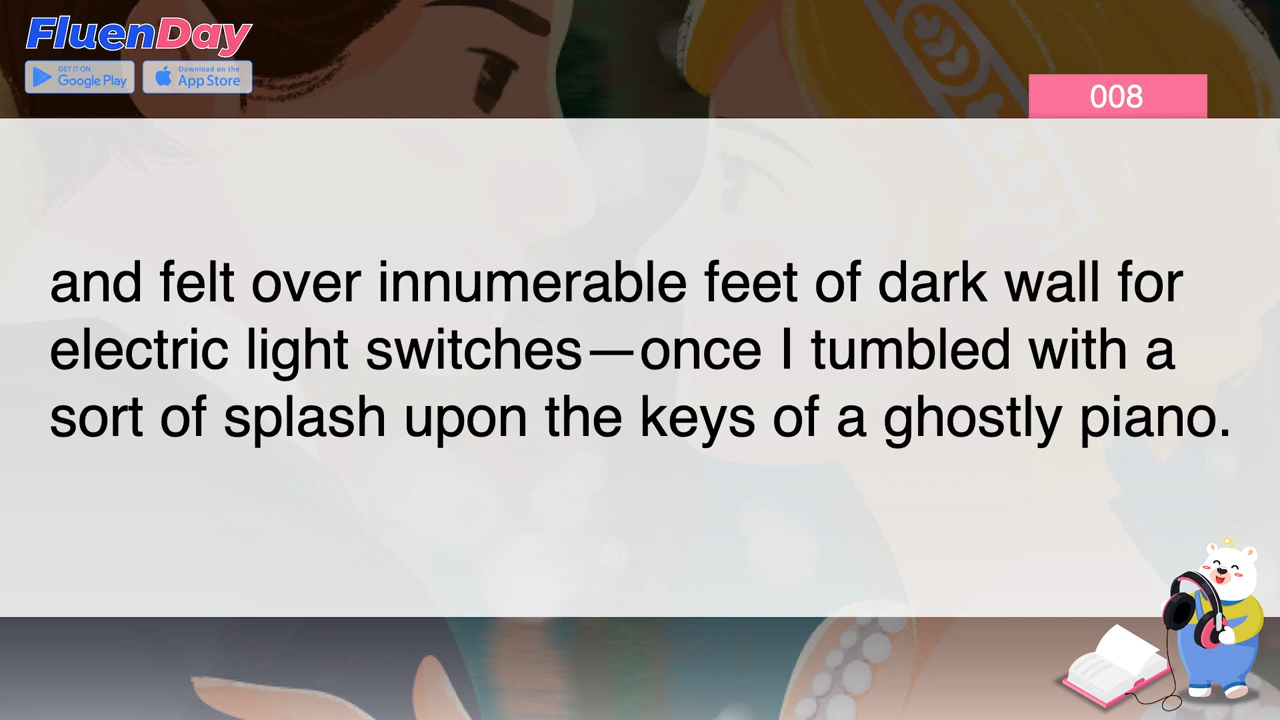 FluenDay
GET IT ON
Google Play
Download on the
App Store
008
and felt over innumerable feet of dark wall for
electric light switches—once I tumbled with a
sort of splash upon the keys of a ghostly piano.